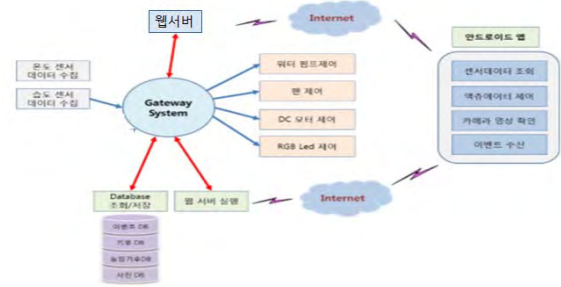 웹서버
Internet
안드로이드 앱
온도 센서
데이터 수집
습도 센서
데이터 수집
Gateway
System
워터 펌프제어
팬 제어
DC 모터 제어
RGB Led 제어
센서데이터 조회
액츄에이터 제어
카메라 영상 확인
이벤트 수신
Database
조회/저장
웹 서버 실행
Internet
이벤트 DB
키풀 DB
농정기후DB
사진 DB